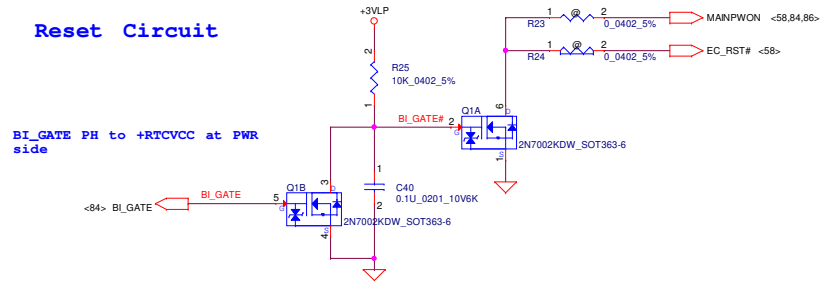 Reset Circuit
+3VLP
2
R25
10K_0402_5%
1
1
R23
@
2
0_0402_5%
MAINPWON <58,84,86>
1
R24
@
2
0_0402_5%
EC_RST# <58>
BI_GATE PH to +RTCVCC at PWR
side
BI_GATE#
2
Q1A
6
D
G
S
1
2N7002KDW_SOT363-6
<84> BI_GATE
BI_GATE
5
Q1B
3
D
G
S
4
2N7002KDW_SOT363-6
1
C40
0.1U_0201_10V6K
2